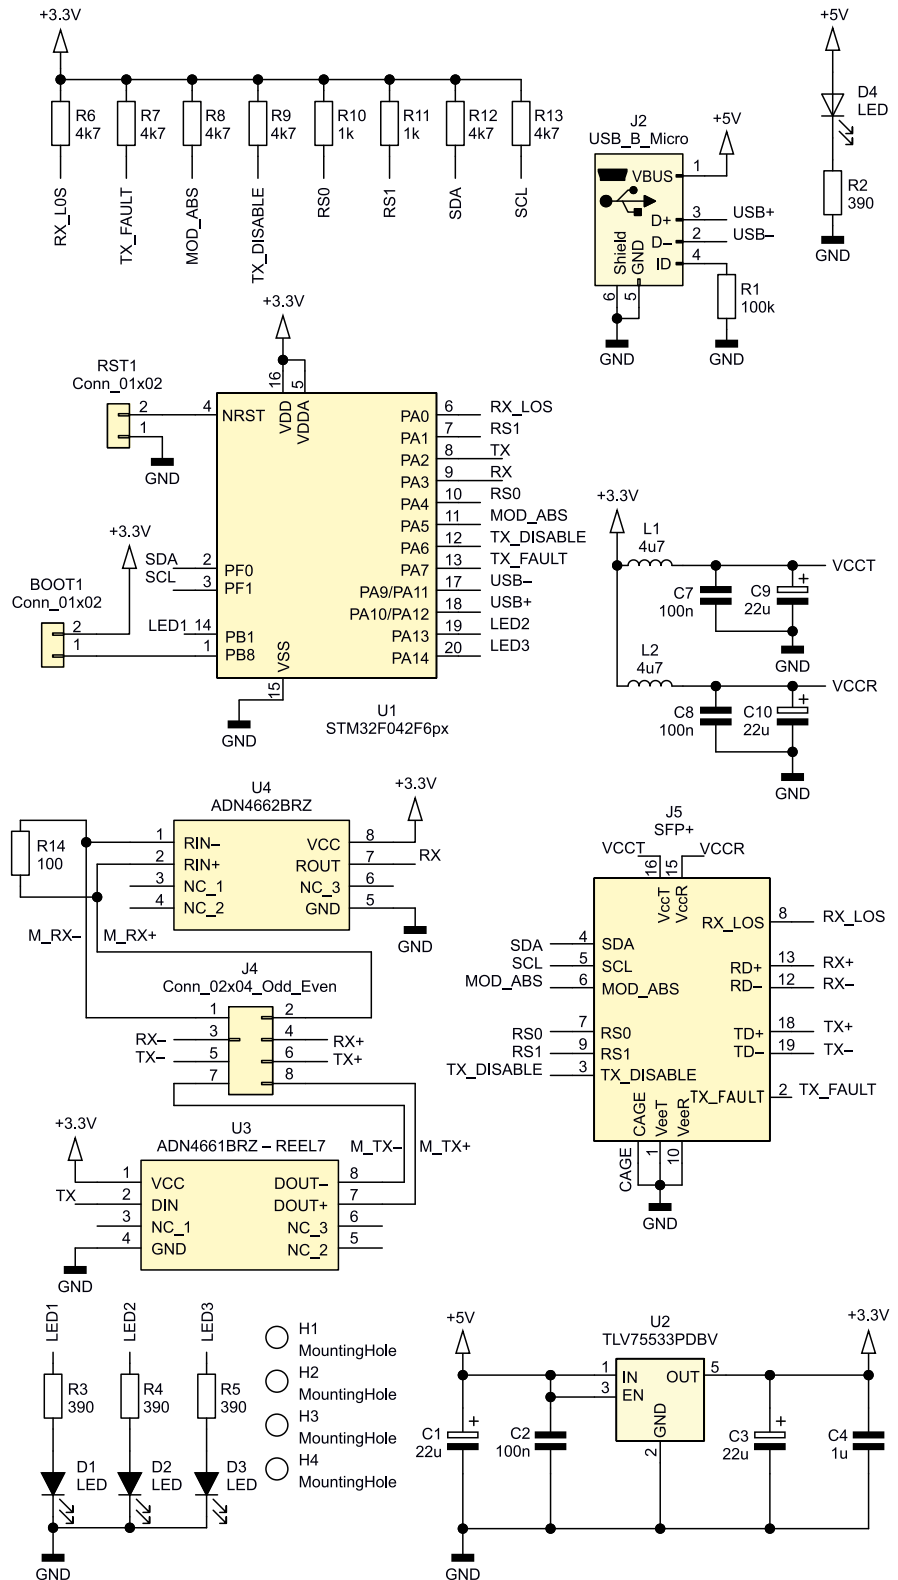 +3.3V
R6
4k7
R7
4k7
R8
4k7
R9
4k7
R10
1k
R11
1k
R12
4k7
R13
4k7
RX_L0S
TX_FAULT
MOD_ABS
TX_DISABLE
RS0
RS1
SDA
SCL
J2
USB_B_Micro
+5V
VBUS 1
D+ 3 USB+
D– 2 USB–
ID 4
Shield
GND
6
5
R1
100k
GND
GND
+5V
D4
LED
R2
390
GND
+3.3V
RST1
Conn_01x02
2
1
GND
16
5
VDD
VDDA
4 NRST
PA0 6 RX_LOS
PA1 7 RS1
PA2 8 TX
PA3 9 RX
PA4 10 RS0
PA5 11 MOD_ABS
PA6 12 TX_DISABLE
PA7 13 TX_FAULT
PA9/PA11 17 USB–
PA10/PA12 18 USB+
PA13 19 LED2
PA14 20 LED3
+3.3V
SDA 2 PF0
SCL 3 PF1
BOOT1
Conn_01x02
2
1
LED1 14 PB1
1 PB8
VSS
15
GND
U1
STM32F042F6px
+3.3V
L1
4u7
VCCT
C7
100n
C9
22u
+
GND
L2
4u7
VCCR
C8
100n
C10
22u
+
GND
U4
ADN4662BRZ
+3.3V
R14
100
1 RIN–
2 RIN+
3 NC_1
4 NC_2
VCC 8
ROUT 7 RX
NC_3 6
GND 5
GND
M_RX–
M_RX+
J4
Conn_02x04_Odd_Even
1 2
RX– 3 4 RX+
TX– 5 6 TX+
7 8
U3
ADN4661BRZ – REEL7
M_TX–
M_TX+
+3.3V
1 VCC
TX 2 DIN
3 NC_1
4 GND
DOUT– 8
DOUT+ 7
NC_3 6
NC_2 5
GND
J5
SFP+
VCCT
VCCR
16
15
VccT
VccR
RX_LOS 8 RX_LOS
SDA 4 SDA
SCL 5 SCL
MOD_ABS 6 MOD_ABS
RD+ 13 RX+
RD– 12 RX–
RS0 7 RS0
RS1 9 RS1
TX_DISABLE 3 TX_DISABLE
TD+ 18 TX+
TD– 19 TX–
TX_FAULT 2 TX_FAULT
CAGE
VeeT
VeeR
CAGE
1
10
GND
LED1
LED2
LED3
R3
390
R4
390
R5
390
D1
LED
D2
LED
D3
LED
GND
H1
MountingHole
H2
MountingHole
H3
MountingHole
H4
MountingHole
+5V
U2
TLV75533PDBV
+3.3V
1 IN
3 EN
OUT 5
GND
2
C1
22u
+
C2
100n
C3
22u
+
C4
1u
GND